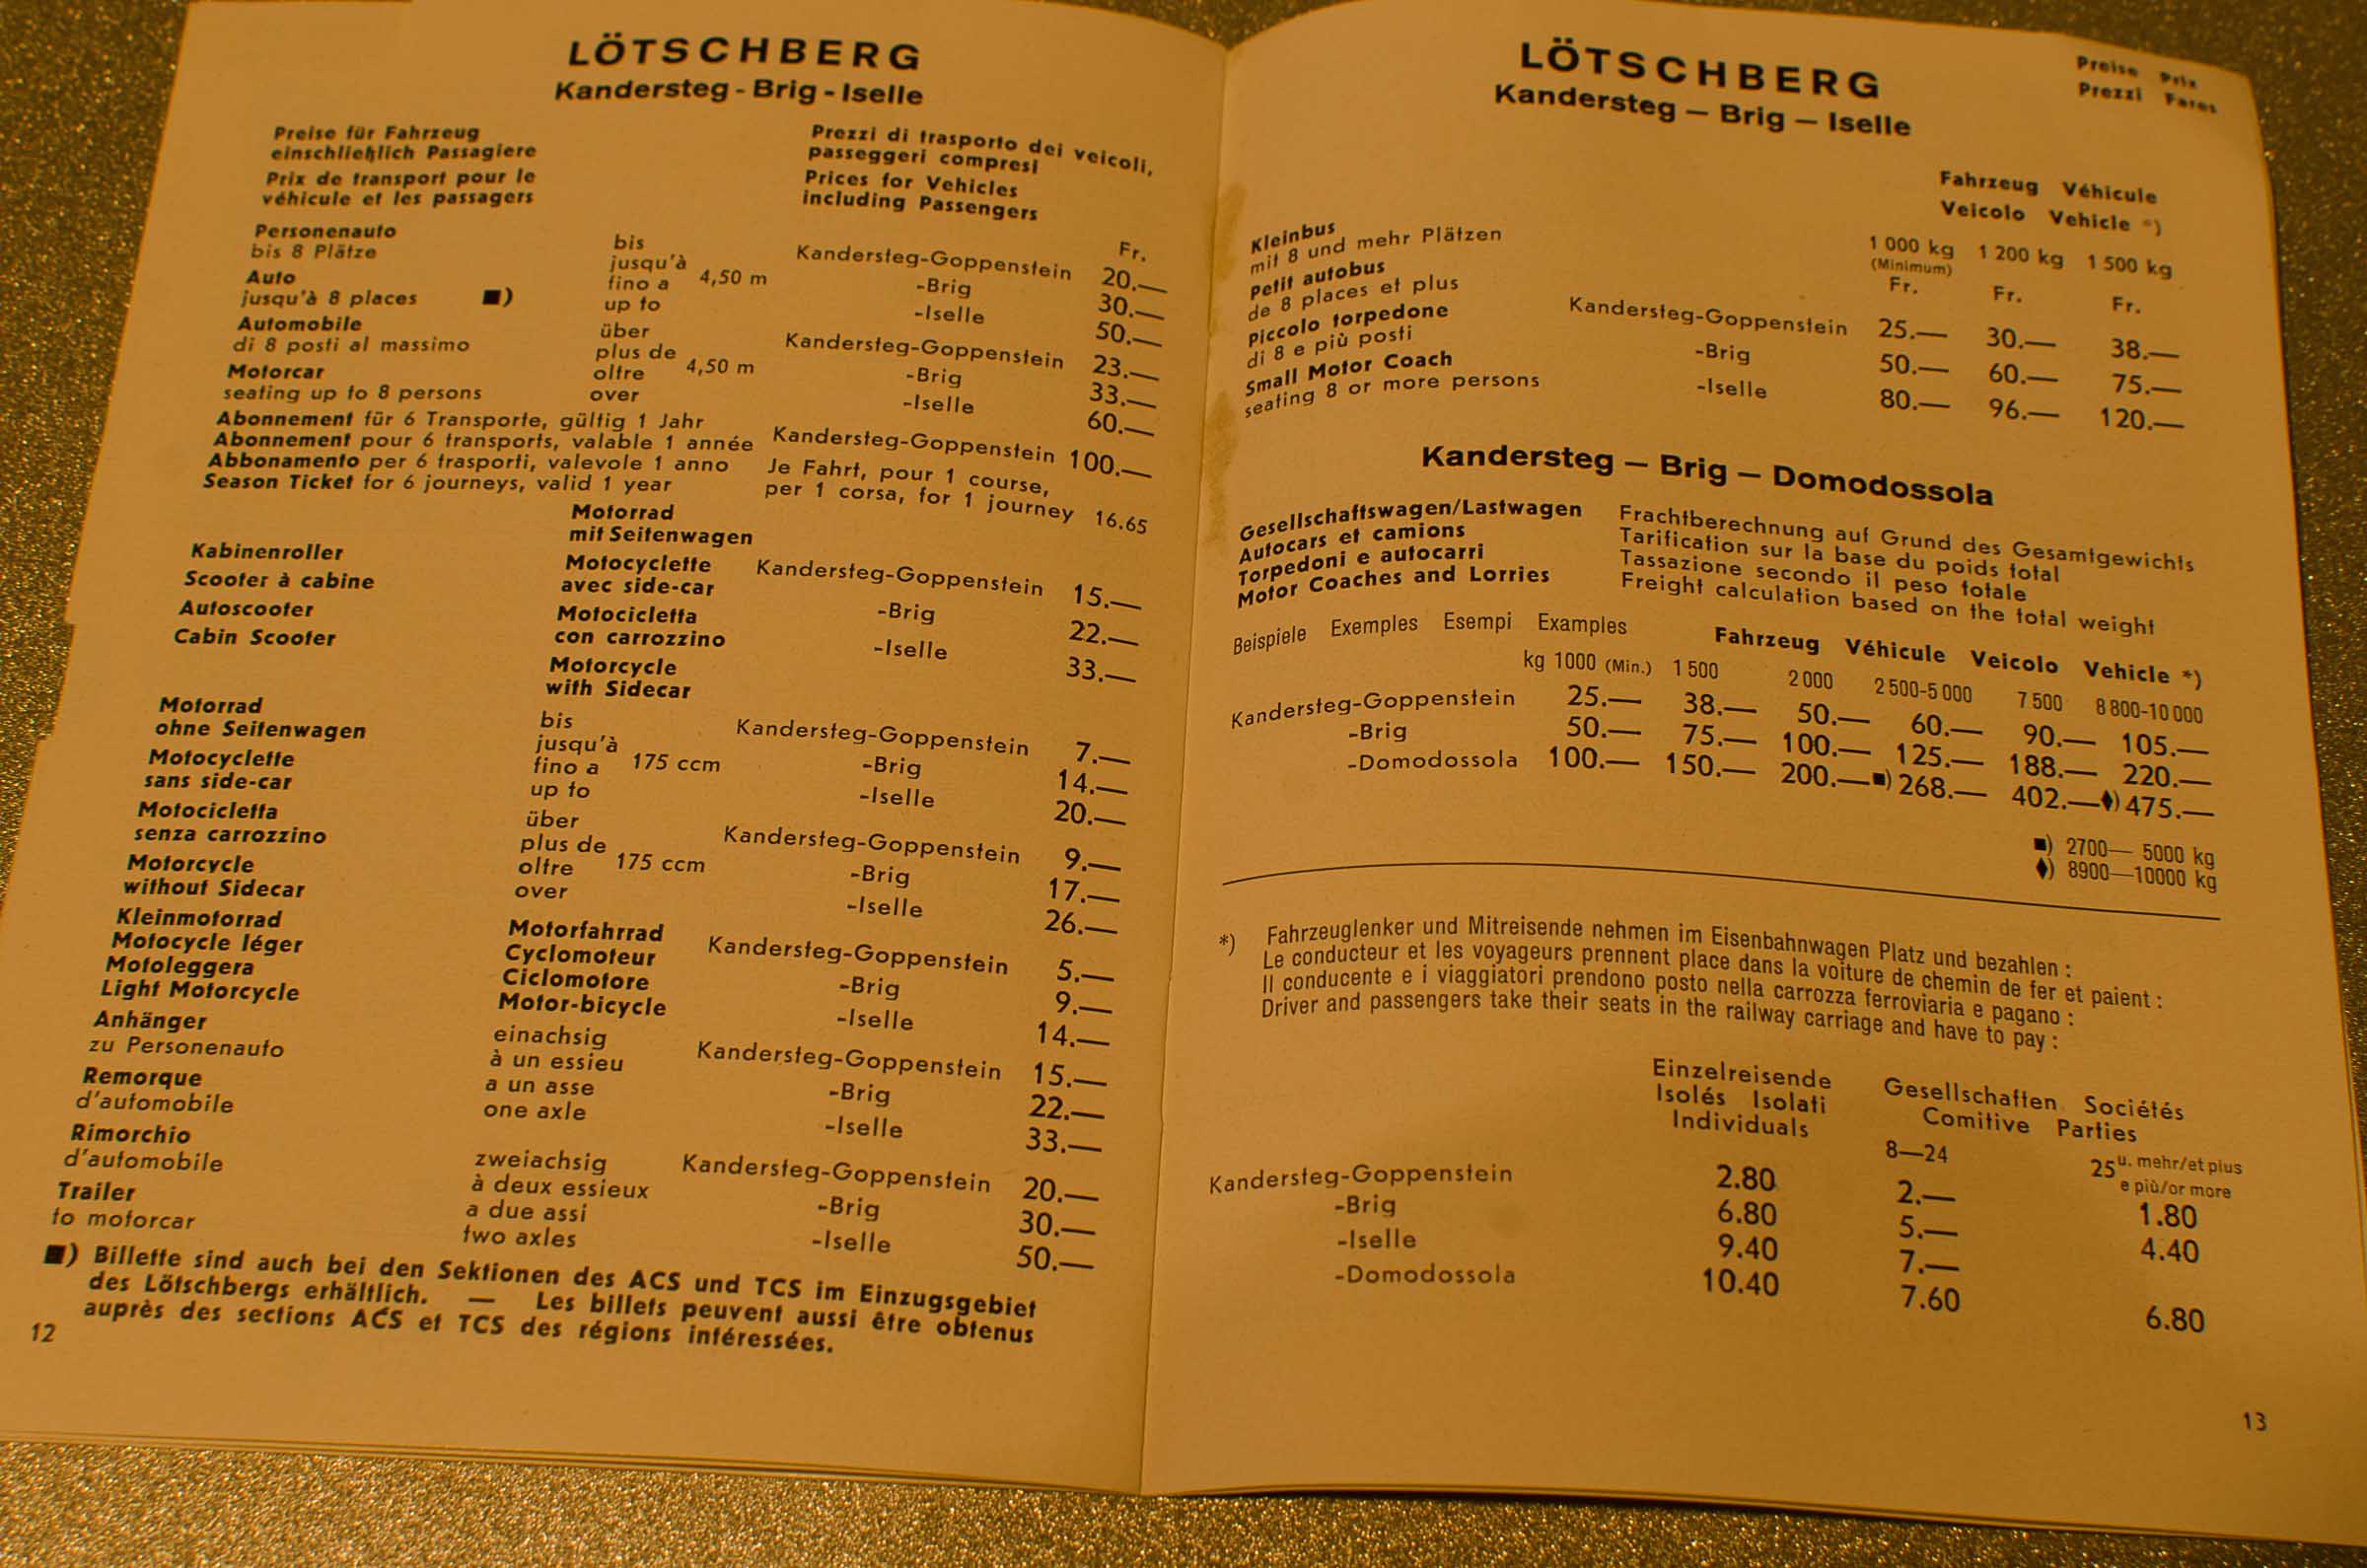 LÖTSCHBERG
Kandersteg - Brig - Iselle
Preise für Fahrzeug
einschließlich Passagiere
Prix de transport pour le
véhicule et les passagers
Prezzi di trasporto dei veicoli,
passeggeri compresi
Prices for Vehicles
including Passengers
Fr.
Personenauto
bis 8 Plätze
Auto
jusqu'à 8 places ■)
Automobile
di 8 posti al massimo
Motorcar
seating up to 8 persons
bis
jusqu'à
fino a 4,50 m
up to
Kandersteg-Goppenstein 20.—
-Brig 30.—
-Iselle 50.—
über
plus de
oltre 4,50 m
over
Kandersteg-Goppenstein 23.—
-Brig 33.—
-Iselle 60.—
Abonnement für 6 Transporte, gültig 1 Jahr
Abonnement pour 6 transports, valable 1 année
Abbonamento per 6 trasporti, valevole 1 anno
Season Ticket for 6 journeys, valid 1 year
Kandersteg-Goppenstein 100.—
Je Fahrt, pour 1 course,
per 1 corsa, for 1 journey 16.65
Kabinenroller
Scooter à cabine
Autoscooter
Cabin Scooter
Motorrad
mit Seitenwagen
Motocyclette
avec side-car
Motocicletta
con carrozzino
Motorcycle
with Sidecar
Kandersteg-Goppenstein 15.—
-Brig 22.—
-Iselle 33.—
Motorrad
ohne Seitenwagen
Motocyclette
sans side-car
Motocicletta
senza carrozzino
Motorcycle
without Sidecar
bis
jusqu'à
fino a 175 ccm
up to
Kandersteg-Goppenstein 7.—
-Brig 14.—
-Iselle 20.—
über
plus de
oltre 175 ccm
over
Kandersteg-Goppenstein 9.—
-Brig 17.—
-Iselle 26.—
Kleinmotorrad
Motocycle léger
Motoleggera
Light Motorcycle
Motorfahrrad
Cyclomoteur
Ciclomotore
Motor-bicycle
Kandersteg-Goppenstein 5.—
-Brig 9.—
-Iselle 14.—
Anhänger
zu Personenauto
Remorque
d'automobile
Rimorchio
d'automobile
Trailer
to motorcar
einachsig
à un essieu
a un asse
one axle
Kandersteg-Goppenstein 15.—
-Brig 22.—
-Iselle 33.—
zweiachsig
à deux essieux
a due assi
two axles
Kandersteg-Goppenstein 20.—
-Brig 30.—
-Iselle 50.—
■) Billette sind auch bei den Sektionen des ACS und TCS im Einzugsgebiet
des Lötschbergs erhältlich. — Les billets peuvent aussi être obtenus
auprès des sections ACS et TCS des régions intéressées.
12
LÖTSCHBERG
Kandersteg — Brig — Iselle
Preise Prix
Prezzi Fares
Fahrzeug Véhicule
Veicolo Vehicle *)
Kleinbus
mit 8 und mehr Plätzen
Petit autobus
de 8 places et plus
Piccolo torpedone
di 8 e più posti
Small Motor Coach
seating 8 or more persons
1 000 kg 1 200 kg 1 500 kg
(Minimum)
Fr. Fr. Fr.
Kandersteg-Goppenstein 25.— 30.— 38.—
-Brig 50.— 60.— 75.—
-Iselle 80.— 96.— 120.—
Kandersteg — Brig — Domodossola
Gesellschaftswagen/Lastwagen
Autocars et camions
Torpedoni e autocarri
Motor Coaches and Lorries
Frachtberechnung auf Grund des Gesamtgewichts
Tarification sur la base du poids total
Tassazione secondo il peso totale
Freight calculation based on the total weight
Beispiele Exemples Esempi Examples
Fahrzeug Véhicule Veicolo Vehicle *)
kg 1000 (Min.) 1 500 2 000 2 500-5 000 7 500 8 800-10 000
Kandersteg-Goppenstein 25.— 38.— 50.— 60.— 90.— 105.—
-Brig 50.— 75.— 100.— 125.— 188.— 220.—
-Domodossola 100.— 150.— 200.— ■) 268.— 402.— ♦) 475.—
■) 2700— 5000 kg
♦) 8900—10000 kg
*) Fahrzeuglenker und Mitreisende nehmen im Eisenbahnwagen Platz und bezahlen :
Le conducteur et les voyageurs prennent place dans la voiture de chemin de fer et paient :
Il conducente e i viaggiatori prendono posto nella carrozza ferroviaria e pagano :
Driver and passengers take their seats in the railway carriage and have to pay :
Einzelreisende
Isolés Isolati
Individuals
Gesellschaften Sociétés
Comitive Parties
8—24
25 u. mehr/et plus
e più/or more
Kandersteg-Goppenstein 2.80 2.— 1.80
-Brig 6.80 5.— 4.40
-Iselle 9.40 7.—
-Domodossola 10.40 7.60 6.80
13